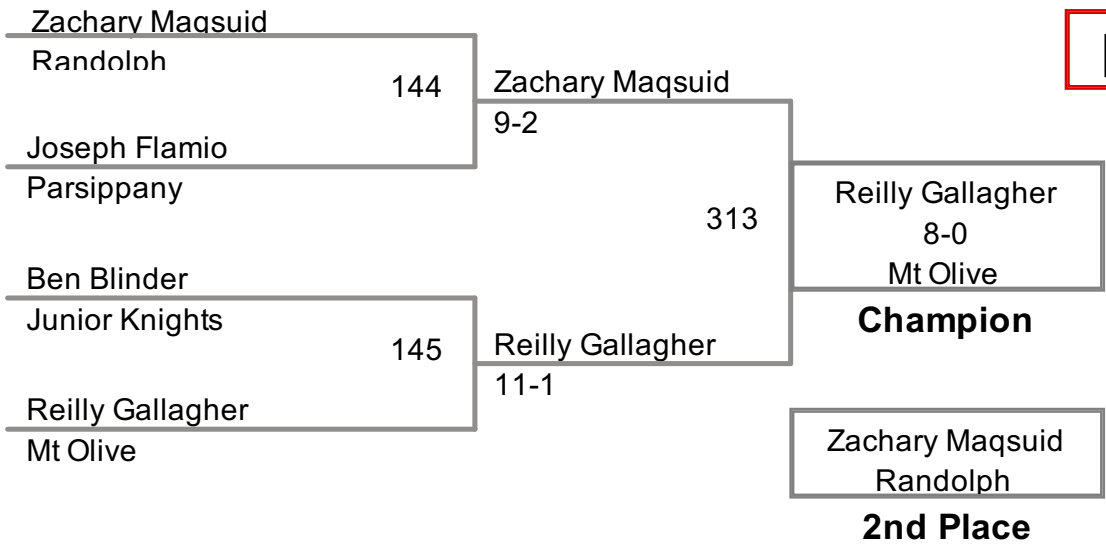 Zachary Maqsuid
Randolph
144
Joseph Flamio
Parsippany
Ben Blinder
Junior Knights
145
Reilly Gallagher
Mt Olive
Zachary Maqsuid
9-2
313
Reilly Gallagher
11-1
Reilly Gallagher
8-0
Mt Olive
Champion
Zachary Maqsuid
Randolph
2nd Place